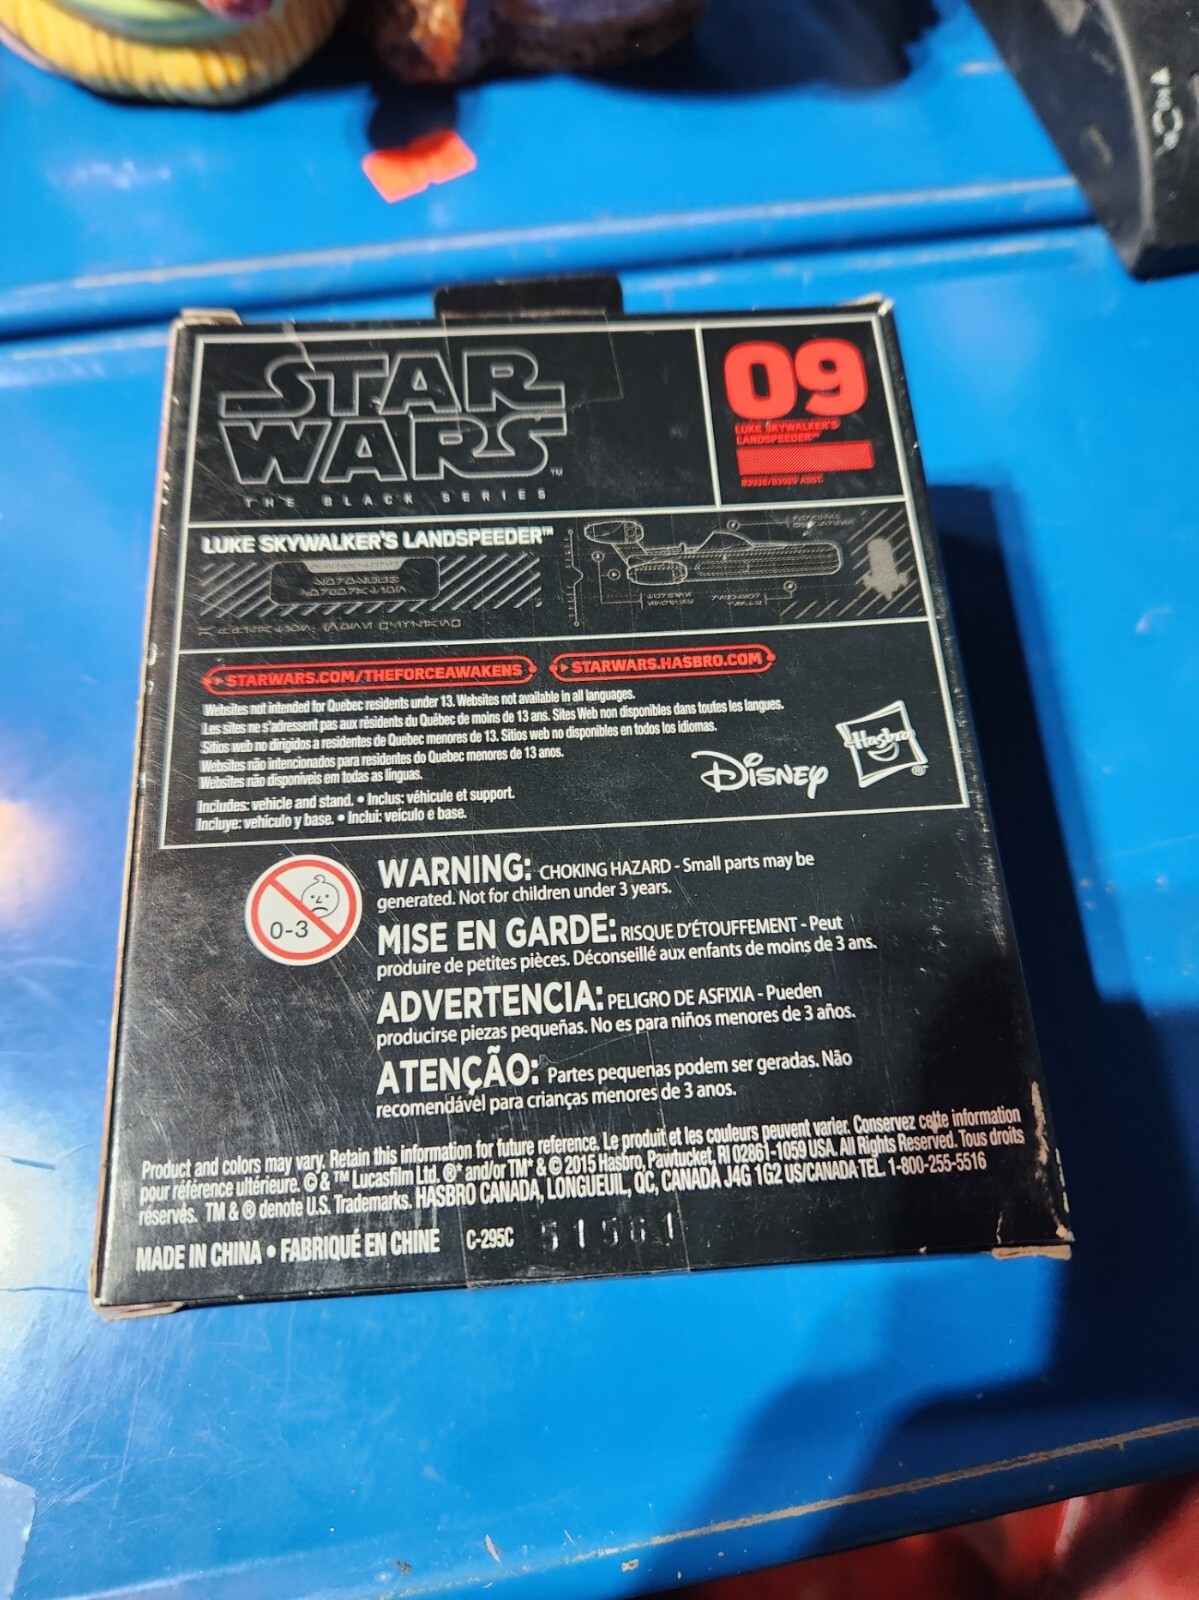 STAR
WARS™
THE BLACK SERIES
09
LUKE SKYWALKER'S
LANDSPEEDER™
ASST.
LUKE SKYWALKER'S LANDSPEEDER™
STARWARS.COM/THEFORCEAWAKENS
STARWARS.HASBRO.COM
Websites not intended for Quebec residents under 13. Websites not available in all languages.
Les sites ne s'adressent pas aux résidents du Québec de moins de 13 ans. Sites Web non disponibles dans toutes les langues.
Sitios web no dirigidos a residentes de Quebec menores de 13. Sitios web no disponibles en todos los idiomas.
Websites não intencionados para residentes do Quebec menores de 13 anos.
Websites não disponíveis em todas as línguas.
Includes: vehicle and stand. • Inclus: véhicule et support.
Incluye: vehículo y base. • Inclui: veículo e base.
Disney
Hasbro®
0-3
WARNING: CHOKING HAZARD - Small parts may be
generated. Not for children under 3 years.
MISE EN GARDE: RISQUE D'ÉTOUFFEMENT - Peut
produire de petites pièces. Déconseillé aux enfants de moins de 3 ans.
ADVERTENCIA: PELIGRO DE ASFIXIA - Pueden
producirse piezas pequeñas. No es para niños menores de 3 años.
ATENÇÃO: Partes pequenas podem ser geradas. Não
recomendável para crianças menores de 3 anos.
Product and colors may vary. Retain this information for future reference. Le produit et les couleurs peuvent varier. Conservez cette information
pour référence ultérieure. © & ™ Lucasfilm Ltd. ®* and/or TM* & © 2015 Hasbro, Pawtucket, RI 02861-1059 USA. All Rights Reserved. Tous droits
réservés. TM & ® denote U.S. Trademarks. HASBRO CANADA, LONGUEUIL, QC, CANADA J4G 1G2 US/CANADA TEL. 1-800-255-5516
MADE IN CHINA • FABRIQUÉ EN CHINE C-295C 51561